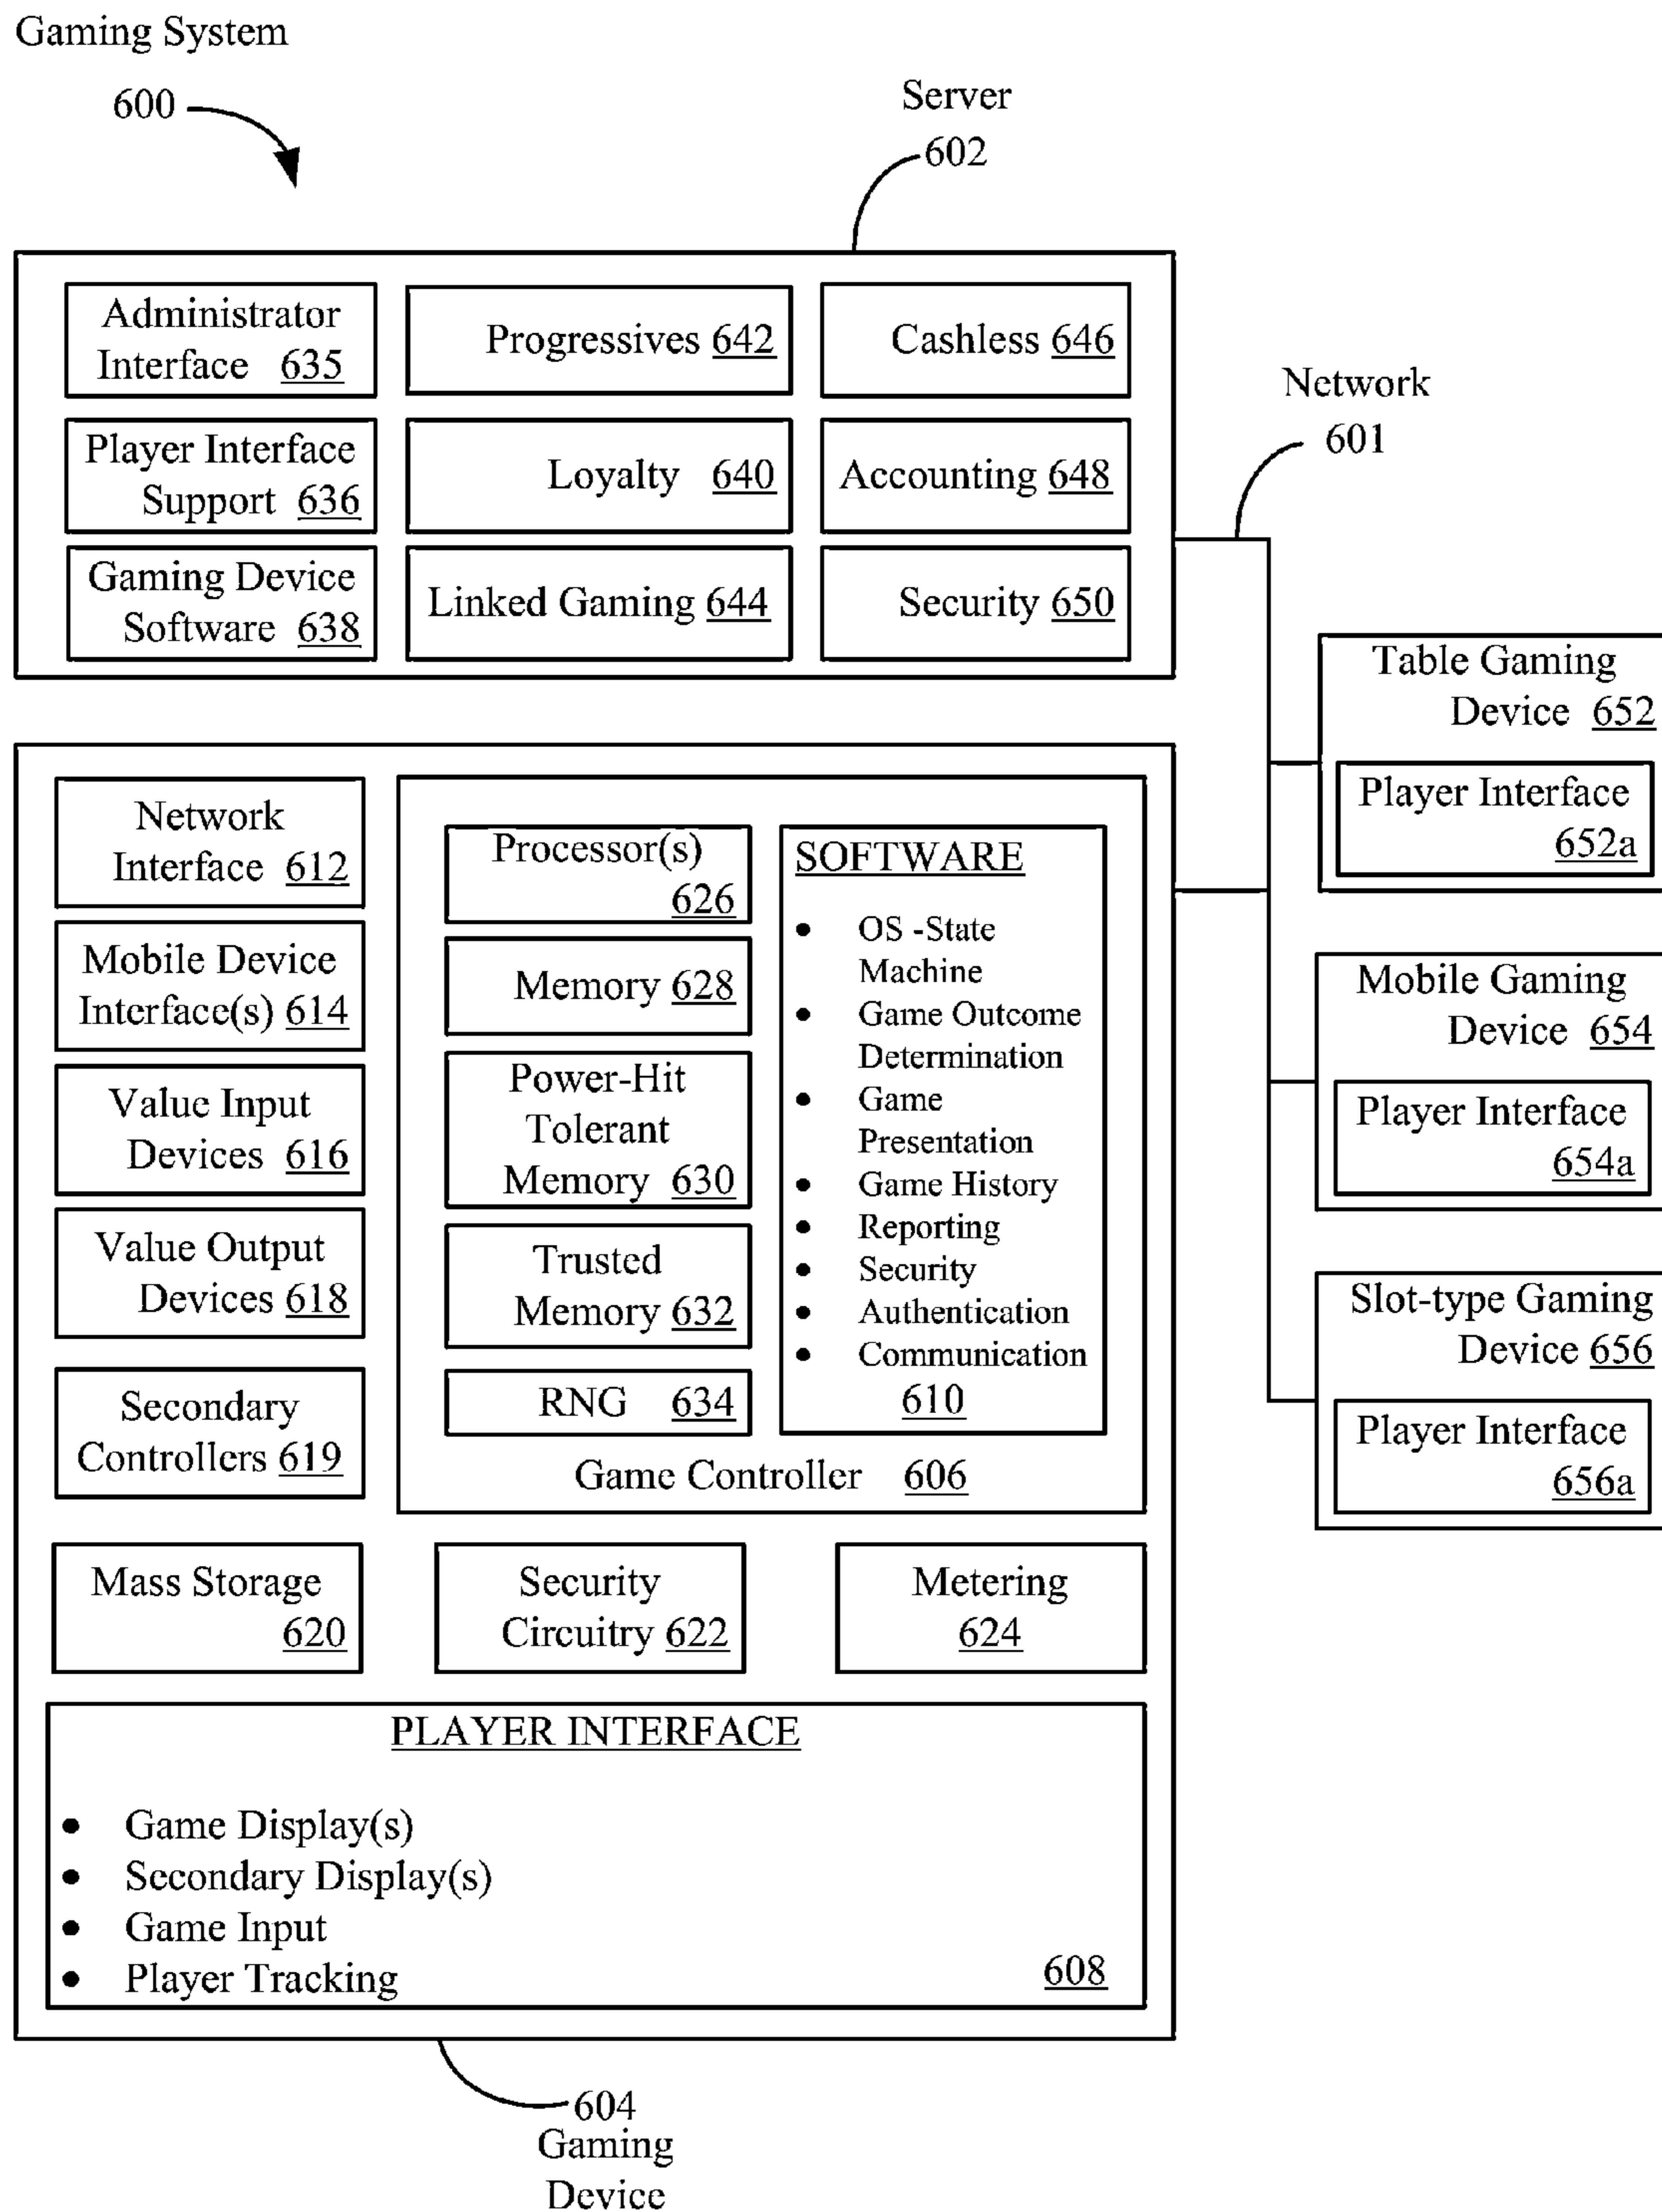 Gaming System
600
Server
602
Administrator
Interface 635
Progressives 642
Cashless 646
Player Interface
Support 636
Loyalty 640
Accounting 648
Gaming Device
Software 638
Linked Gaming 644
Security 650
Network
601
Table Gaming
Device 652
Player Interface
652a
Mobile Gaming
Device 654
Player Interface
654a
Slot-type Gaming
Device 656
Player Interface
656a
Network
Interface 612
Mobile Device
Interface(s) 614
Value Input
Devices 616
Value Output
Devices 618
Secondary
Controllers 619
Processor(s)
626
Memory 628
Power-Hit
Tolerant
Memory 630
Trusted
Memory 632
RNG 634
SOFTWARE
• OS -State
Machine
• Game Outcome
Determination
• Game
Presentation
• Game History
• Reporting
• Security
• Authentication
• Communication
610
Game Controller 606
Mass Storage
620
Security
Circuitry 622
Metering
624
PLAYER INTERFACE
• Game Display(s)
• Secondary Display(s)
• Game Input
• Player Tracking
608
604
Gaming
Device